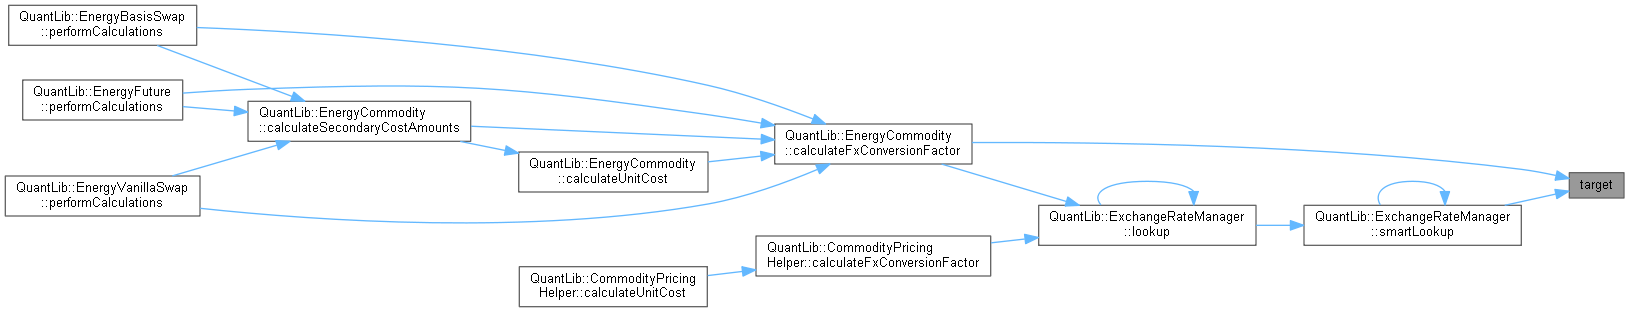 QuantLib::EnergyBasisSwap
::performCalculations
QuantLib::EnergyFuture
::performCalculations
QuantLib::EnergyVanillaSwap
::performCalculations
QuantLib::EnergyCommodity
::calculateSecondaryCostAmounts
QuantLib::EnergyCommodity
::calculateUnitCost
QuantLib::CommodityPricing
Helper::calculateUnitCost
QuantLib::EnergyCommodity
::calculateFxConversionFactor
QuantLib::CommodityPricing
Helper::calculateFxConversionFactor
QuantLib::ExchangeRateManager
::lookup
QuantLib::ExchangeRateManager
::smartLookup
target